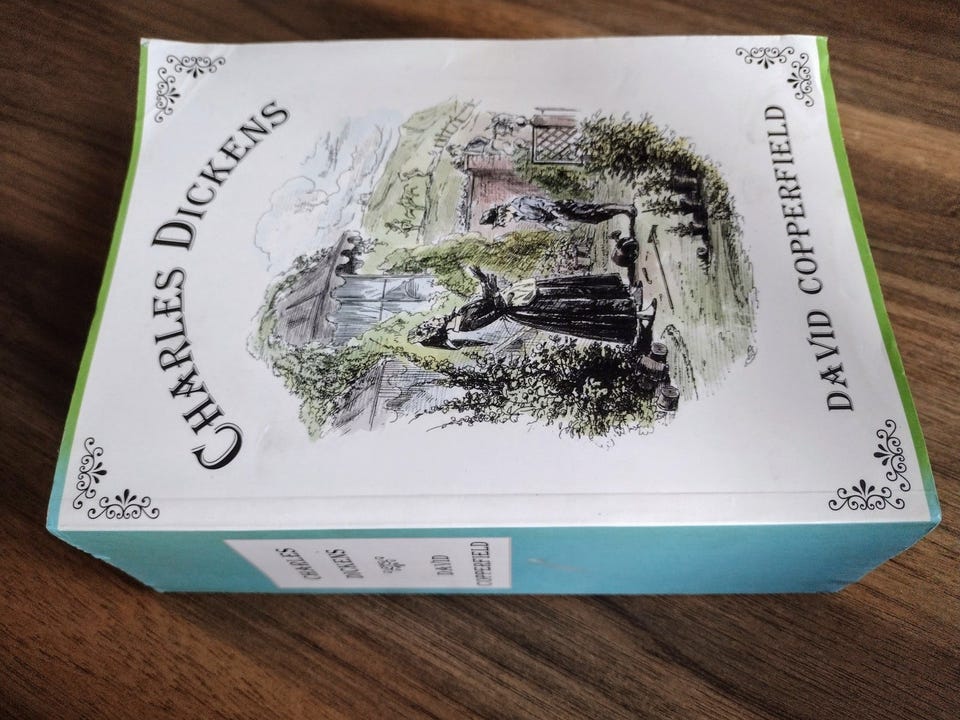 CHARLES DICKENS
DAVID COPPERFIELD
CHARLES
DICKENS
DAVID
COPPERFIELD